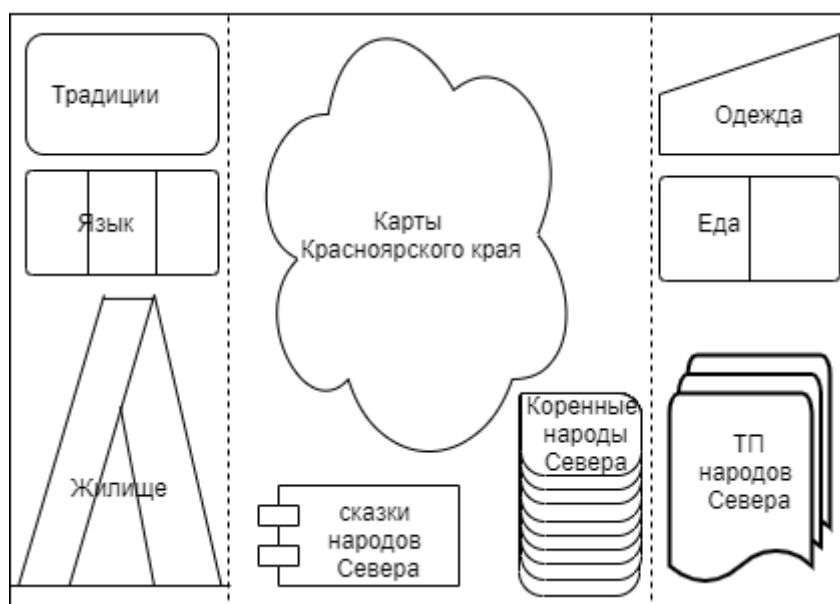 Традиции
Язык
Жилище
Карты
Красноярского края
сказки
народов
Севера
Коренные
народы
Севера
Одежда
Еда
ТП
народов
Севера